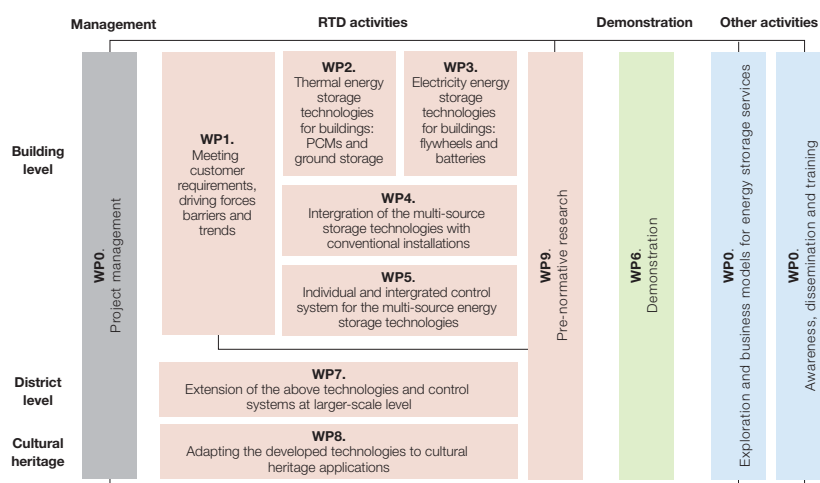 Management
RTD activities
Demonstration
Other activities
Building
level
District
level
Cultural
heritage
WP0.
Project management
WP1.
Meeting
customer
requirements,
driving forces
barriers and
trends
WP2.
Thermal energy
storage
technologies
for buildings:
PCMs and
ground storage
WP3.
Electricity energy
storage
technologies
for buildings:
flywheels and
batteries
WP4.
Intergration of the multi-source
storage technologies with
conventional installations
WP5.
Individual and intergrated control
system for the multi-source energy
storage technologies
WP7.
Extension of the above technologies and control
systems at larger-scale level
WP8.
Adapting the developed technologies to cultural
heritage applications
WP9.
Pre-normative research
WP6.
Demonstration
WP0.
Exploration and business models for energy strorage services
WP0.
Awareness, dissemination and training